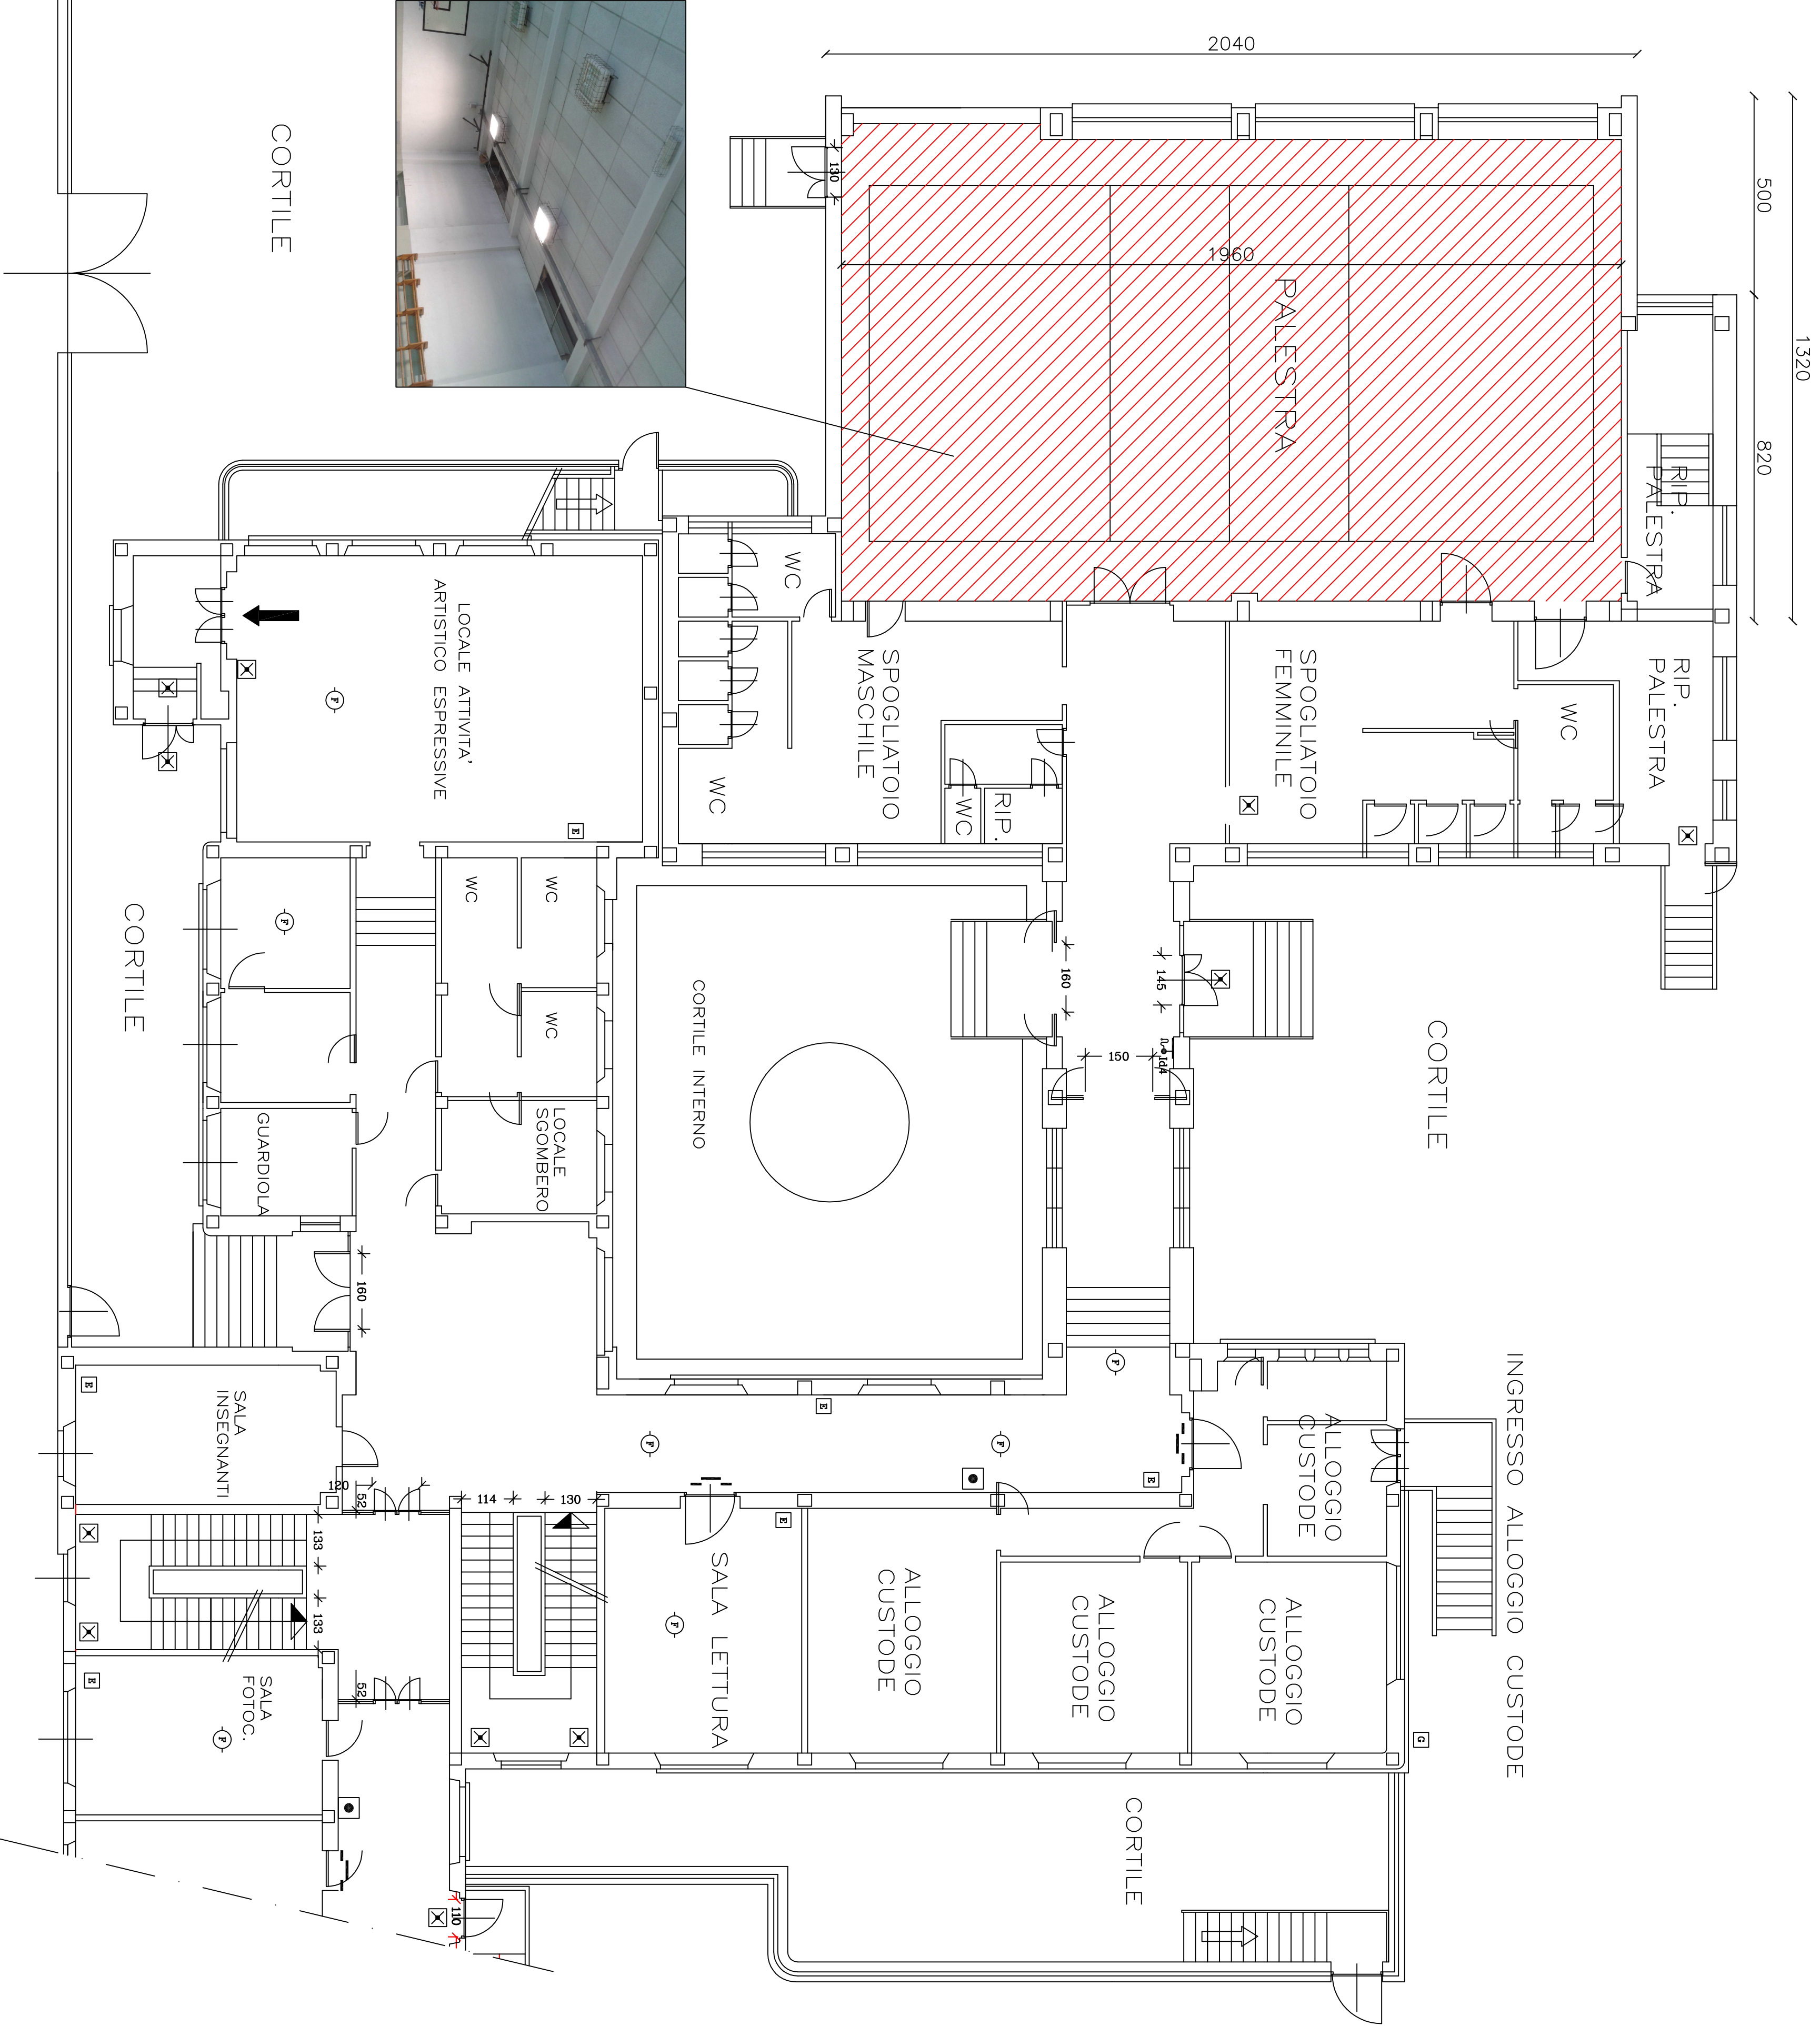 2040
500
1320
820
130
1960
PALESTRA
CORTILE
RIP.
PALESTRA
WC
LOCALE ATTIVITA'
ARTISTICO ESPRESSIVE
F
SPOGLIATOIO
MASCHILE
SPOGLIATOIO
FEMMINILE
WC
RIP.
PALESTRA
WC
WC
RIP.
E
WC
WC
F
CORTILE
WC
CORTILE INTERNO
160
145
150
Id4
CORTILE
LOCALE
SGOMBERO
GUARDIOLA
160
F
INGRESSO ALLOGGIO CUSTODE
E
SALA
INSEGNANTI
E
F
F
E
ALLOGGIO
CUSTODE
120
52
114
130
133
133
E
SALA LETTURA
F
ALLOGGIO
CUSTODE
ALLOGGIO
CUSTODE
ALLOGGIO
CUSTODE
E
SALA
FOTOC.
F
52
G
CORTILE
110